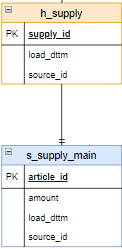 h_supply
PK supply_id
load_dttm
source_id
s_supply_main
PK article_id
amount
load_dttm
source_id